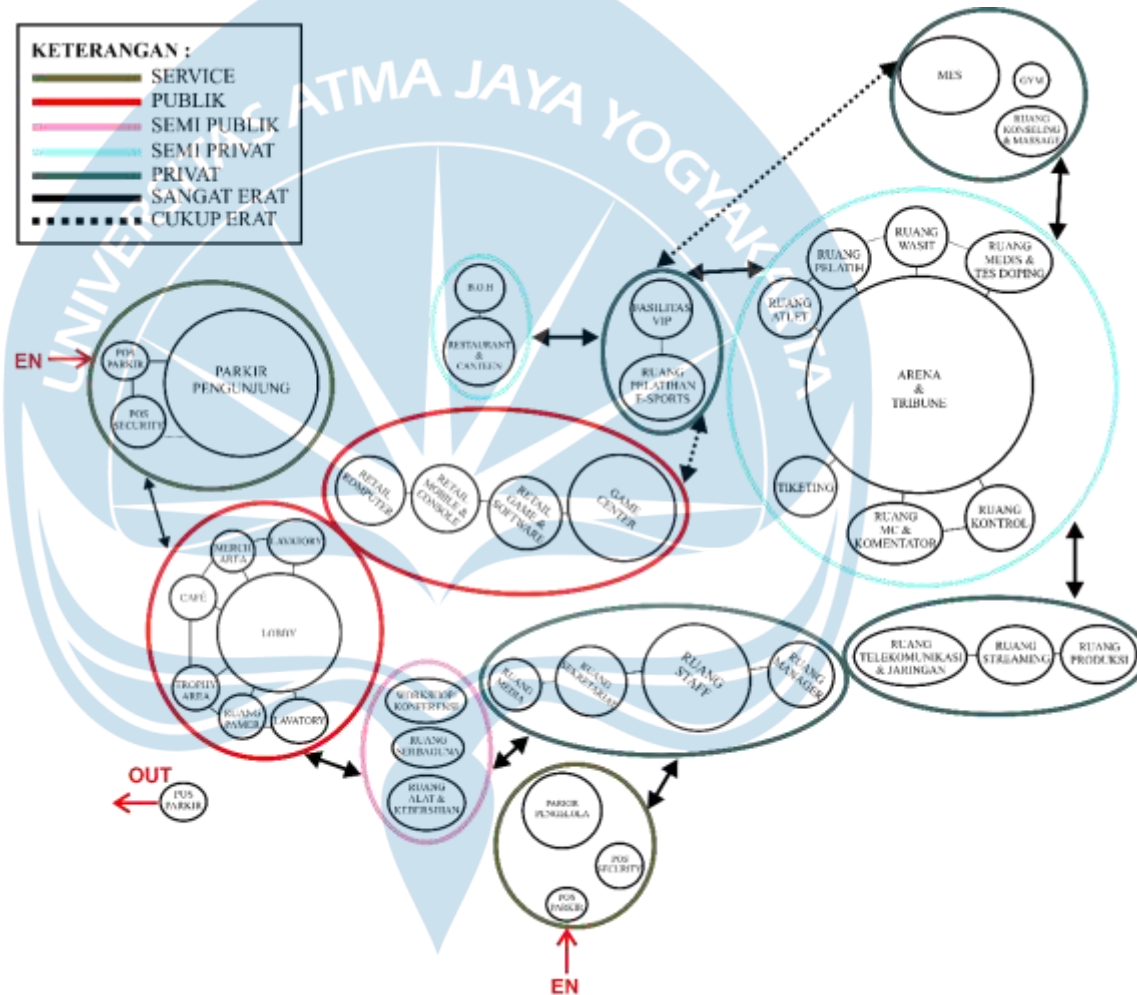 KETERANGAN :
SERVICE
PUBLIK
SEMI PUBLIK
SEMI PRIVAT
PRIVAT
SANGAT ERAT
CUKUP ERAT
UNIVERSITAS ATMA JAYA YOGYAKARTA
MES
GYM
RUANG
KONSELING
& MASSAGE
RUANG
WASIT
RUANG
PELATIH
RUANG
MEDIS &
TES DOPING
RUANG
ATLET
ARENA
&
TRIBUNE
TIKETING
RUANG
MC &
KOMENTATOR
RUANG
KONTROL
B.O.H
RESTAURANT
&
CANTEEN
FASILITAS
VIP
RUANG
PELATIHAN
E-SPORTS
EN
POS
PARKIR
POS
SECURITY
PARKIR
PENGUNJUNG
RETAIL
KOMPUTER
RETAIL
MOBILE &
CONSOLE
RETAIL
GAME &
SOFTWARE
GAME
CENTER
MERCH
AREA
LAVATORY
CAFÉ
LOBBY
TROPHY
AREA
RUANG
PAMER
LAVATORY
OUT
POS
PARKIR
WORKSHOP
KONFERENSI
RUANG
SERBAGUNA
RUANG
ALAT &
KEBERSIHAN
RUANG
MEDIA
RUANG
SEKRETARIAT
RUANG
STAFF
RUANG
MANAGER
RUANG
TELEKOMUNIKASI
& JARINGAN
RUANG
STREAMING
RUANG
PRODUKSI
PARKIR
PENGELOLA
POS
SECURITY
POS
PARKIR
EN